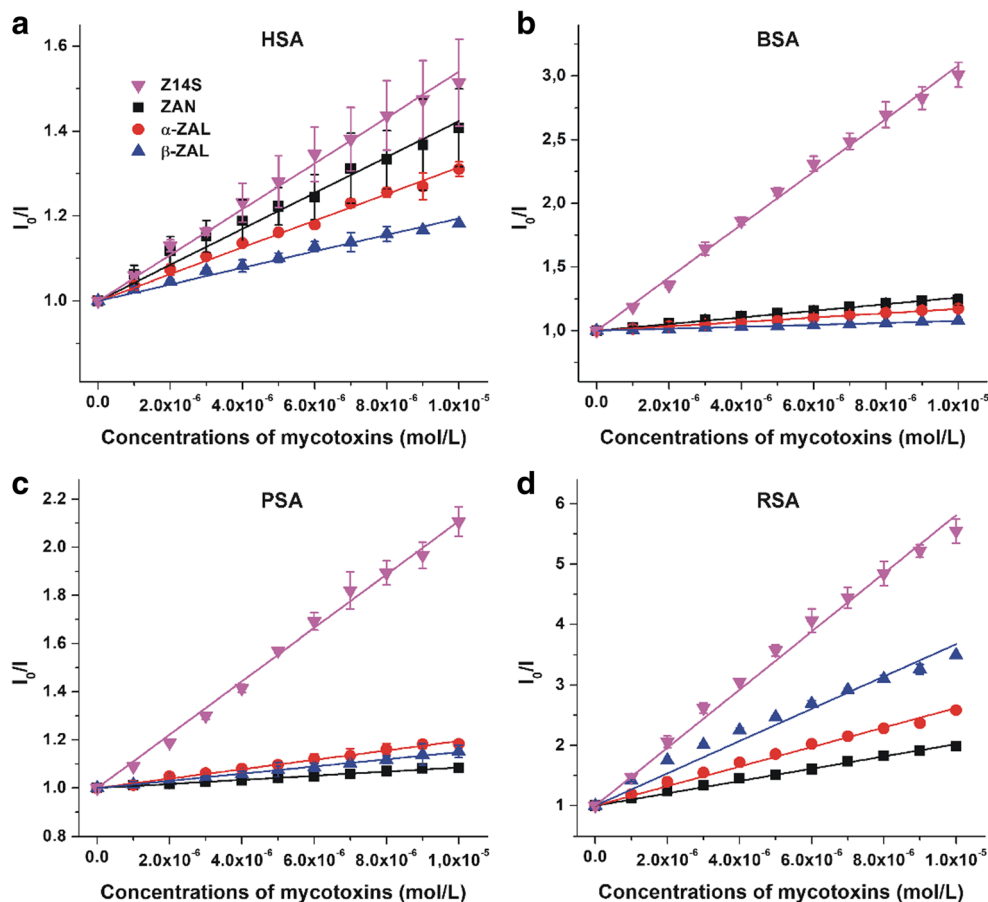 a
HSA
Z14S
ZAN
α-ZAL
β-ZAL
I0/I
1.6
1.4
1.2
1.0
0.0
2.0x10-6
4.0x10-6
6.0x10-6
8.0x10-6
1.0x10-5
Concentrations of mycotoxins (mol/L)
b
BSA
I0/I
3,0
2,5
2,0
1,5
1,0
0.0
2.0x10-6
4.0x10-6
6.0x10-6
8.0x10-6
1.0x10-5
Concentrations of mycotoxins (mol/L)
c
PSA
I0/I
2.2
2.0
1.8
1.6
1.4
1.2
1.0
0.8
0.0
2.0x10-6
4.0x10-6
6.0x10-6
8.0x10-6
1.0x10-5
Concentrations of mycotoxins (mol/L)
d
RSA
I0/I
6
5
4
3
2
1
0.0
2.0x10-6
4.0x10-6
6.0x10-6
8.0x10-6
1.0x10-5
Concentrations of mycotoxins (mol/L)